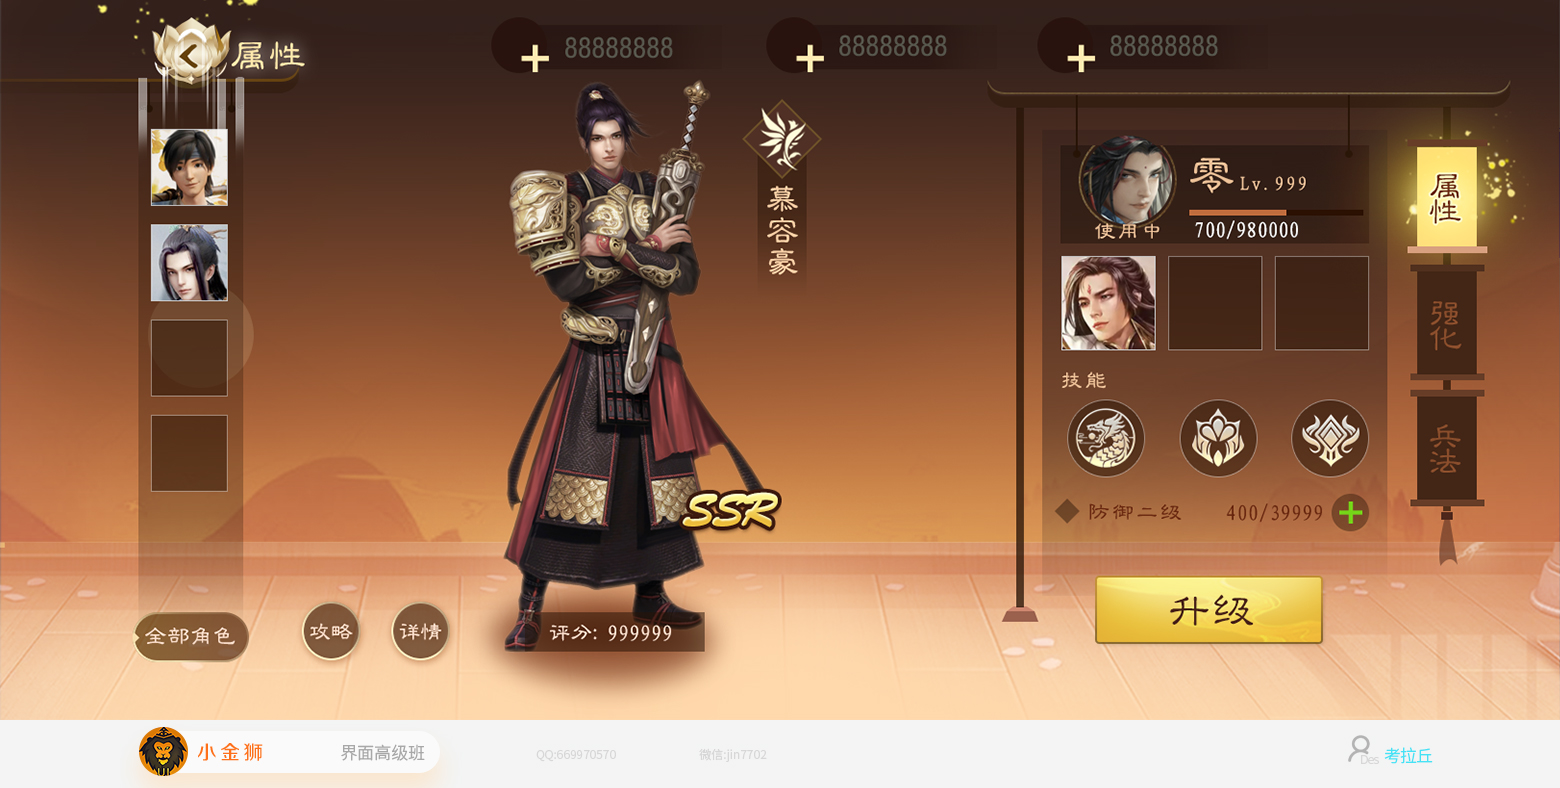 属性
88888888
88888888
88888888
慕容豪
零 Lv.999
700/980000
使用中
技能
防御二级 400/39999
升级
属性
强化
兵法
SSR
评分: 999999
全部角色
攻略
详情
小金狮
界面高级班
QQ:669970570
微信:jin7702
Des 考拉丘